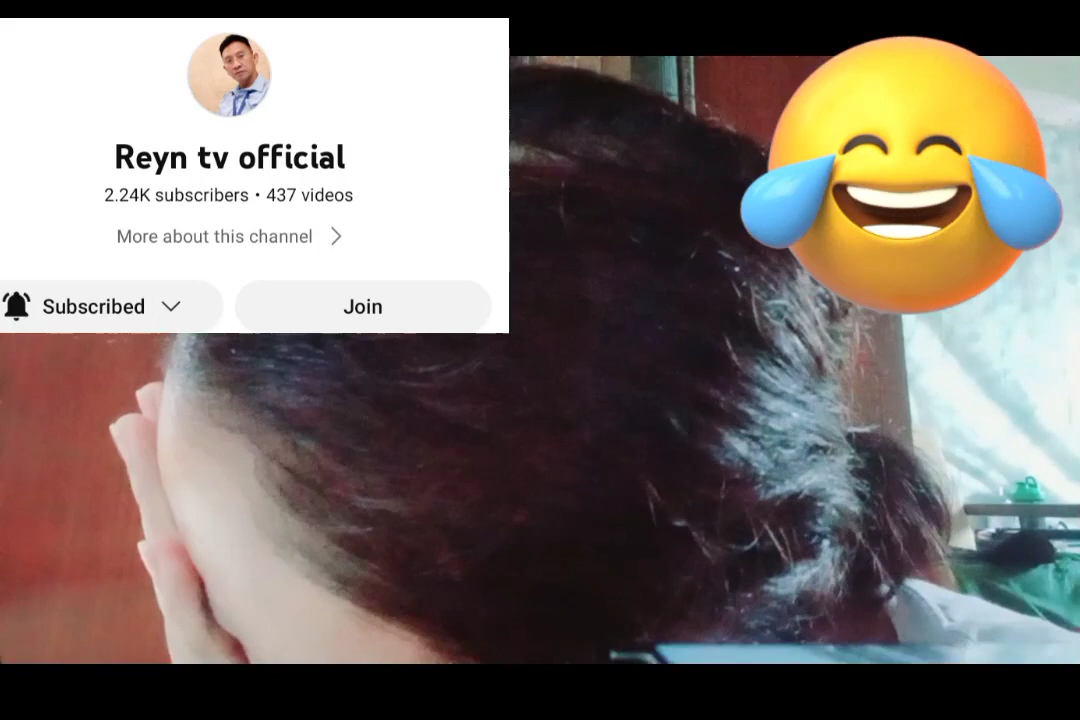 Reyn tv official
2.24K subscribers • 437 videos
More about this channel
Subscribed
Join